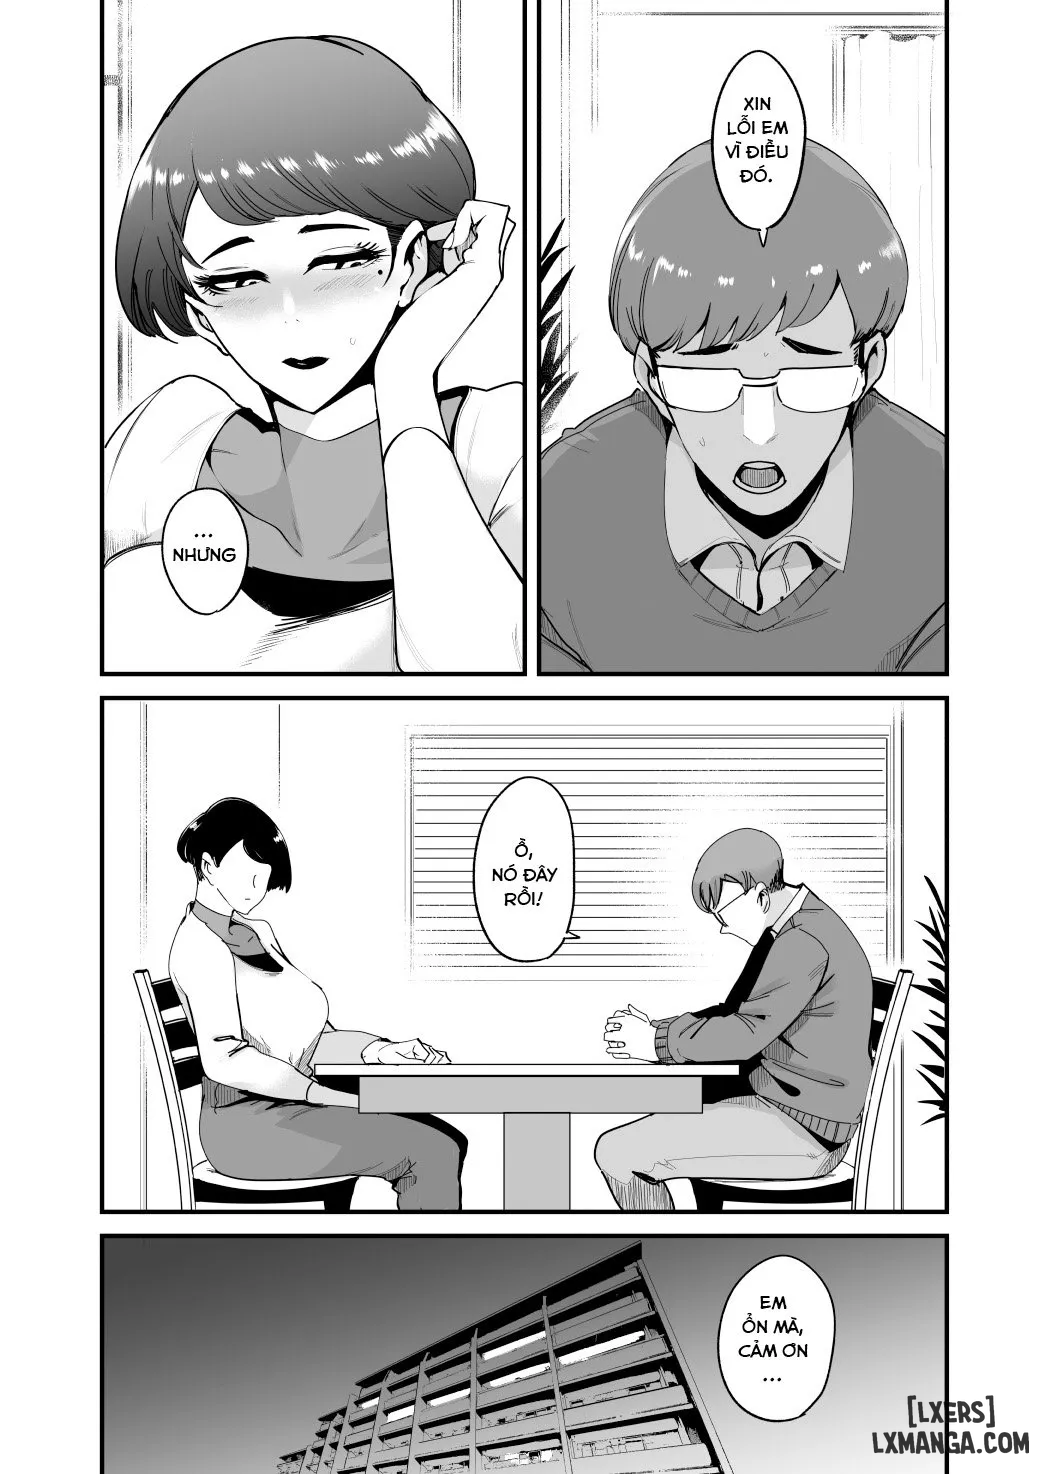 XIN
LỖI EM
VÌ ĐIỀU
ĐÓ.
...
NHƯNG
Ồ,
NÓ ĐÂY
RỒI!
EM
ỔN MÀ,
CẢM ƠN
...
[LXERS]
LXMANGA.COM